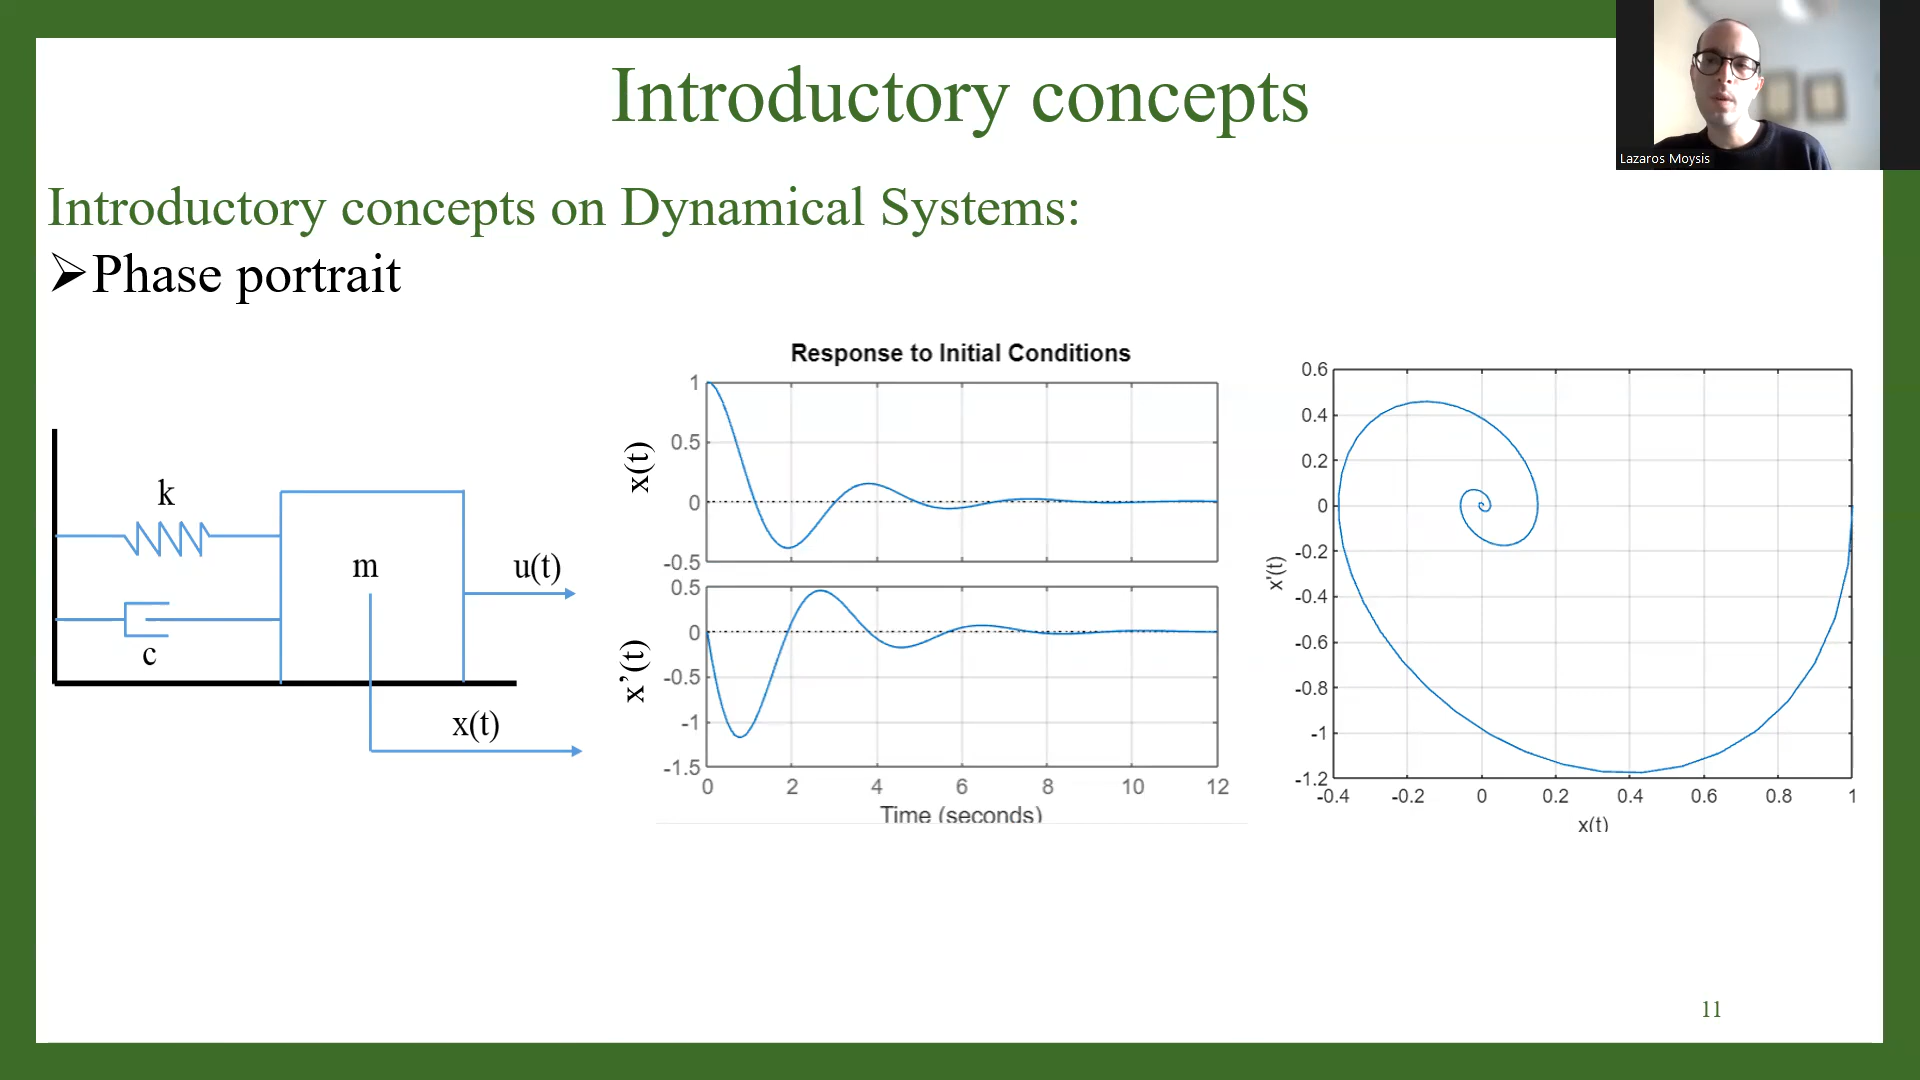 Introductory concepts
Lazaros Moysis
Introductory concepts on Dynamical Systems:
➢Phase portrait
k
m
u(t)
c
x(t)
Response to Initial Conditions
x(t)
1
0.5
0
-0.5
x’(t)
0.5
0
-0.5
-1
-1.5
0 2 4 6 8 10 12
Time (seconds)
x'(t)
0.6
0.4
0.2
0
-0.2
-0.4
-0.6
-0.8
-1
-1.2
-0.4 -0.2 0 0.2 0.4 0.6 0.8 1
x(t)
11